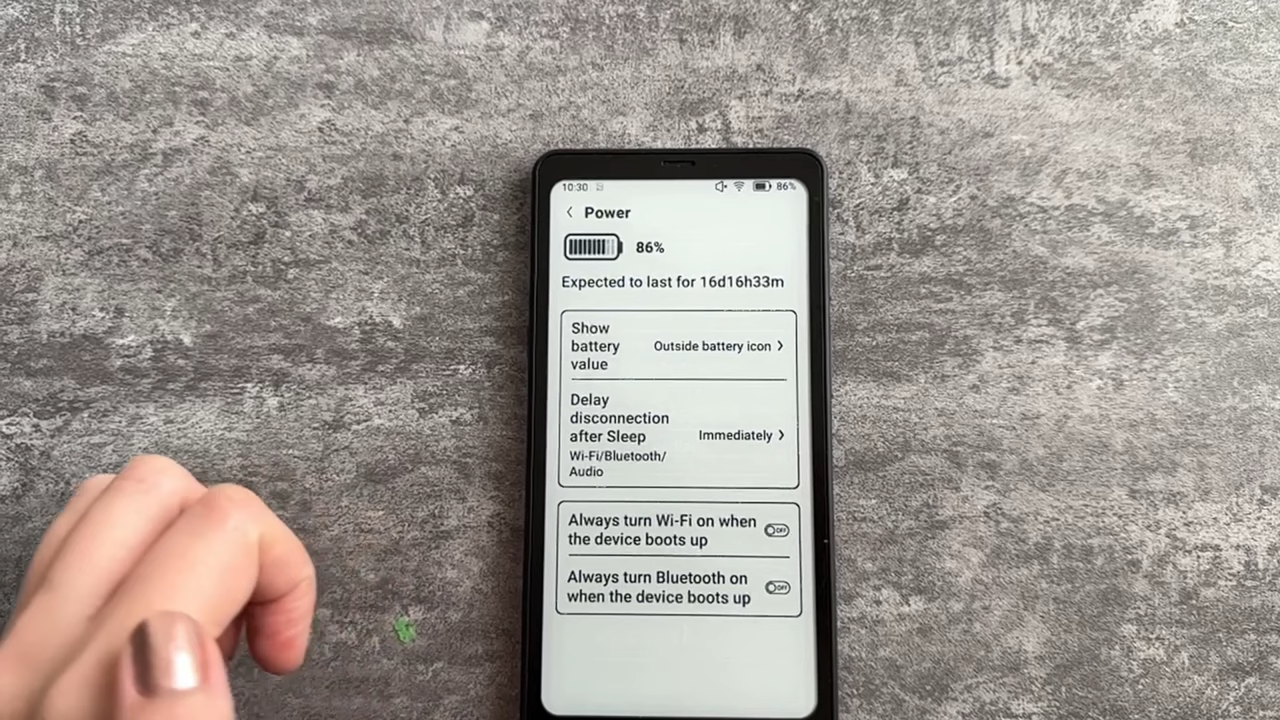 10:30 86%
Power
86%
Expected to last for 16d16h33m
Show
battery
value
Outside battery icon
Delay
disconnection
after Sleep
Immediately
Wi-Fi/Bluetooth/
Audio
Always turn Wi-Fi on when
the device boots up
OFF
Always turn Bluetooth on
when the device boots up
OFF